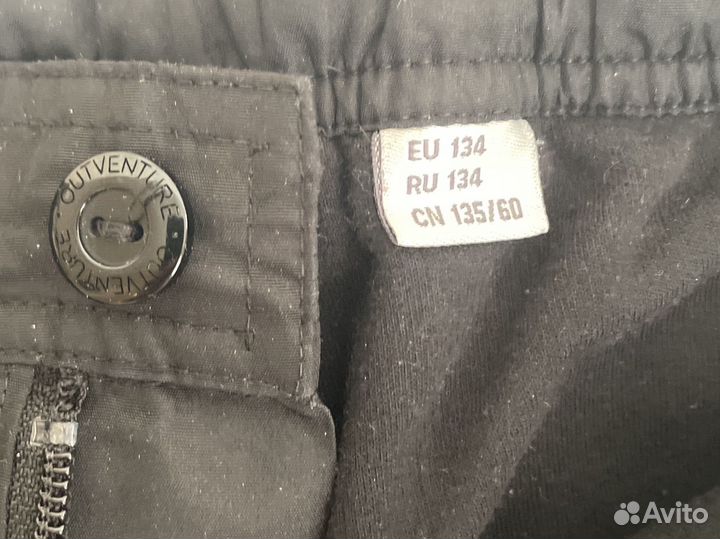 OUTVENTURE · OUTVENTURE ·
EU 134
RU 134
CN 135/60
Avito